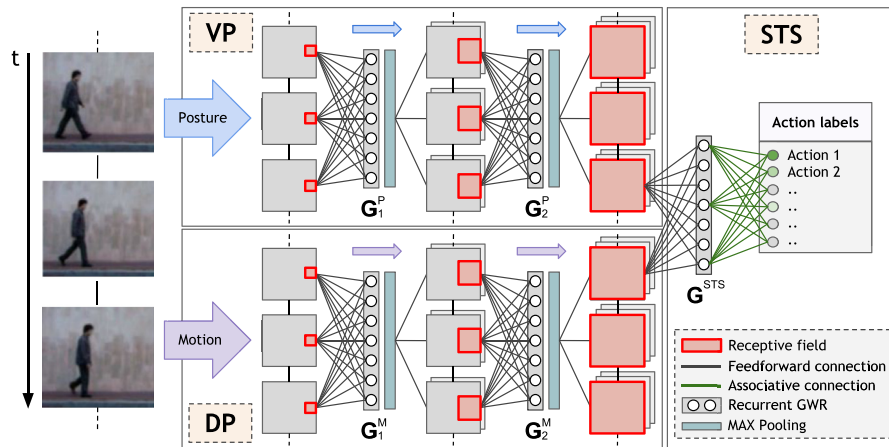 t
VP
Posture
G₁ᴾ
G₂ᴾ
STS
Action labels
Action 1
Action 2
..
..
..
..
Gˢᵀˢ
Motion
DP
G₁ᴹ
G₂ᴹ
Receptive field
Feedforward connection
Associative connection
Recurrent GWR
MAX Pooling